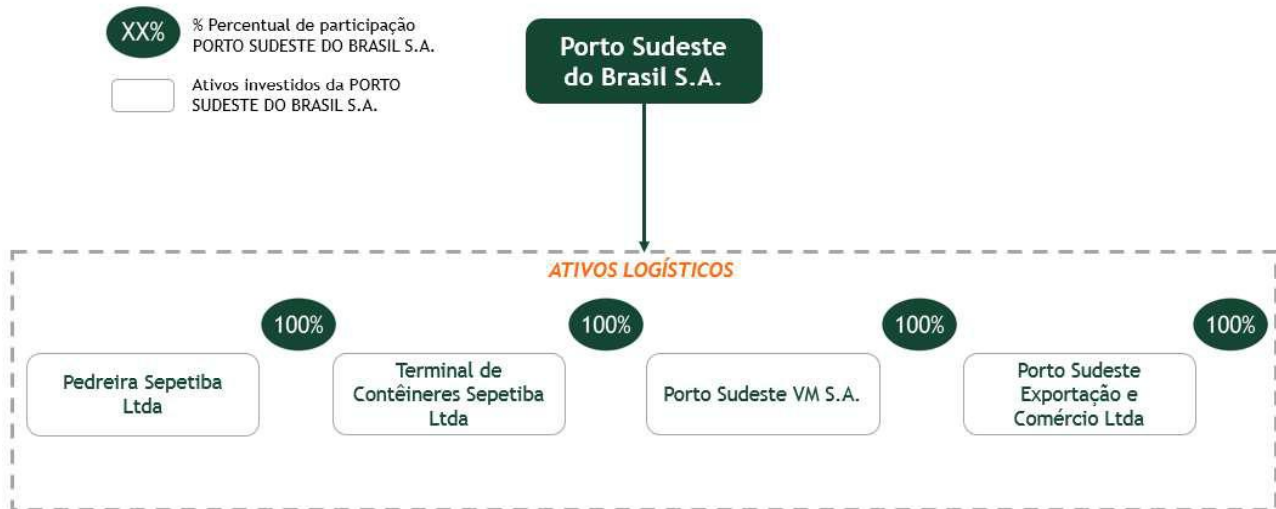 XX%
% Percentual de participação
PORTO SUDESTE DO BRASIL S.A.
Ativos investidos da PORTO
SUDESTE DO BRASIL S.A.
Porto Sudeste
do Brasil S.A.
ATIVOS LOGÍSTICOS
100%
100%
100%
100%
Pedreira Sepetiba
Ltda
Terminal de
Contêineres Sepetiba
Ltda
Porto Sudeste VM S.A.
Porto Sudeste
Exportação e
Comércio Ltda